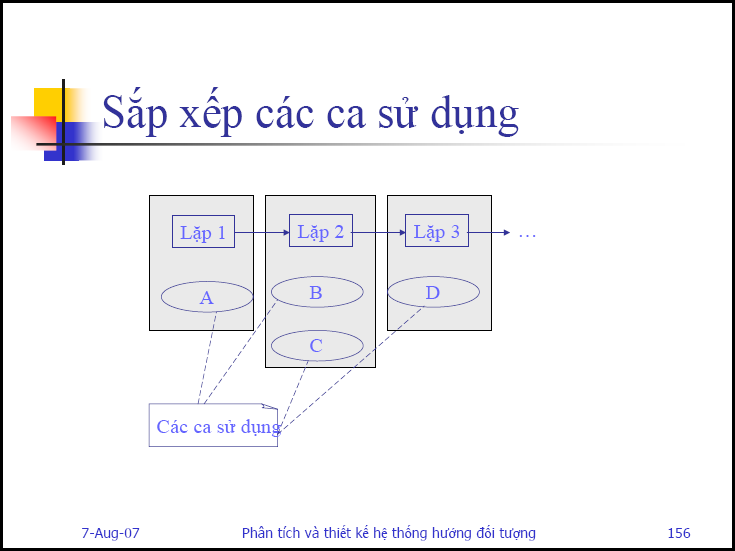 Sắp xếp các ca sử dụng
Lặp 1
Lặp 2
Lặp 3
...
A
B
D
C
Các ca sử dụng
7-Aug-07
Phân tích và thiết kế hệ thống hướng đối tượng
156